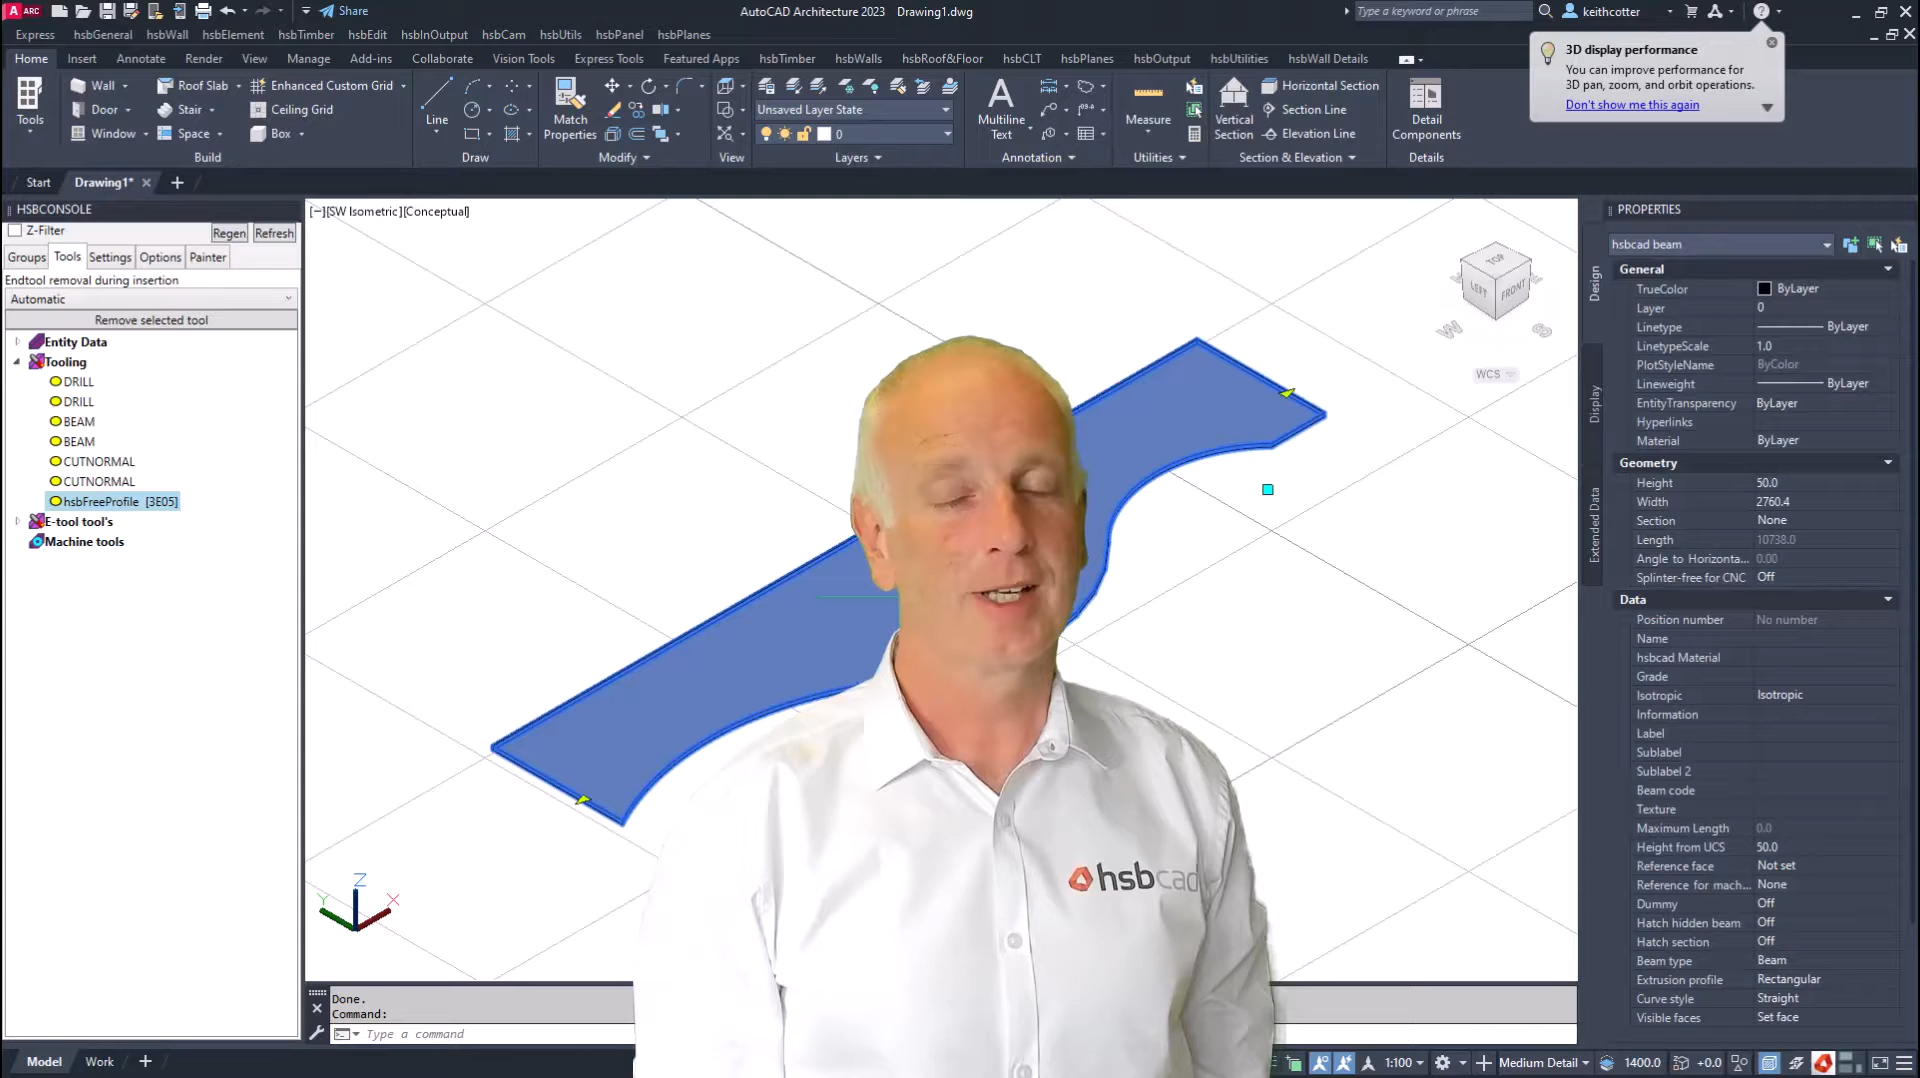 ARC
Share
AutoCAD Architecture 2023 Drawing1.dwg
Type a keyword or phrase
keithcotter
Express hsbGeneral hsbWall hsbElement hsbTimber hsbEdit hsbInOutput hsbCam hsbUtils hsbPanel hsbPlanes
Home Insert Annotate Render View Manage Add-ins Collaborate Vision Tools Express Tools Featured Apps hsbTimber hsbWalls hsbRoof&Floor hsbCLT hsbPlanes hsbOutput hsbUtilities hsbWall Details
3D display performance
You can improve performance for
3D pan, zoom, and orbit operations.
Don't show me this again
Tools
Wall Roof Slab Enhanced Custom Grid
Door Stair Ceiling Grid
Window Space Box
Build
Line
Draw
Match
Properties
Modify
View
Unsaved Layer State
0
Layers
Multiline
Text
Annotation
Measure
Utilities
Vertical
Section
Horizontal Section
Section Line
Elevation Line
Section & Elevation
Detail
Components
Details
Start Drawing1*
HSBCONSOLE
Z-Filter
Regen Refresh
Groups Tools Settings Options Painter
Endtool removal during insertion
Automatic
Remove selected tool
Entity Data
Tooling
DRILL
DRILL
BEAM
BEAM
CUTNORMAL
CUTNORMAL
hsbFreeProfile [3E05]
E-tool tool's
Machine tools
[−][SW Isometric][Conceptual]
TOP
LEFT FRONT
W S
WCS
Z
Y X
hsbcad
Done.
Command:
Type a command
PROPERTIES
hsbcad beam
Design
Display
Extended Data
General
TrueColor ByLayer
Layer 0
Linetype ByLayer
LinetypeScale 1.0
PlotStyleName ByColor
Lineweight ByLayer
EntityTransparency ByLayer
Hyperlinks
Material ByLayer
Geometry
Height 50.0
Width 2760.4
Section None
Length 10738.0
Angle to Horizonta... 0.00
Splinter-free for CNC Off
Data
Position number No number
Name
hsbcad Material
Grade
Isotropic Isotropic
Information
Label
Sublabel
Sublabel 2
Beam code
Texture
Maximum Length 0.0
Height from UCS 50.0
Reference face Not set
Reference for mach... None
Dummy Off
Hatch hidden beam Off
Hatch section Off
Beam type Beam
Extrusion profile Rectangular
Curve style Straight
Visible faces Set face
Model Work
1:100 Medium Detail 1400.0 +0.0